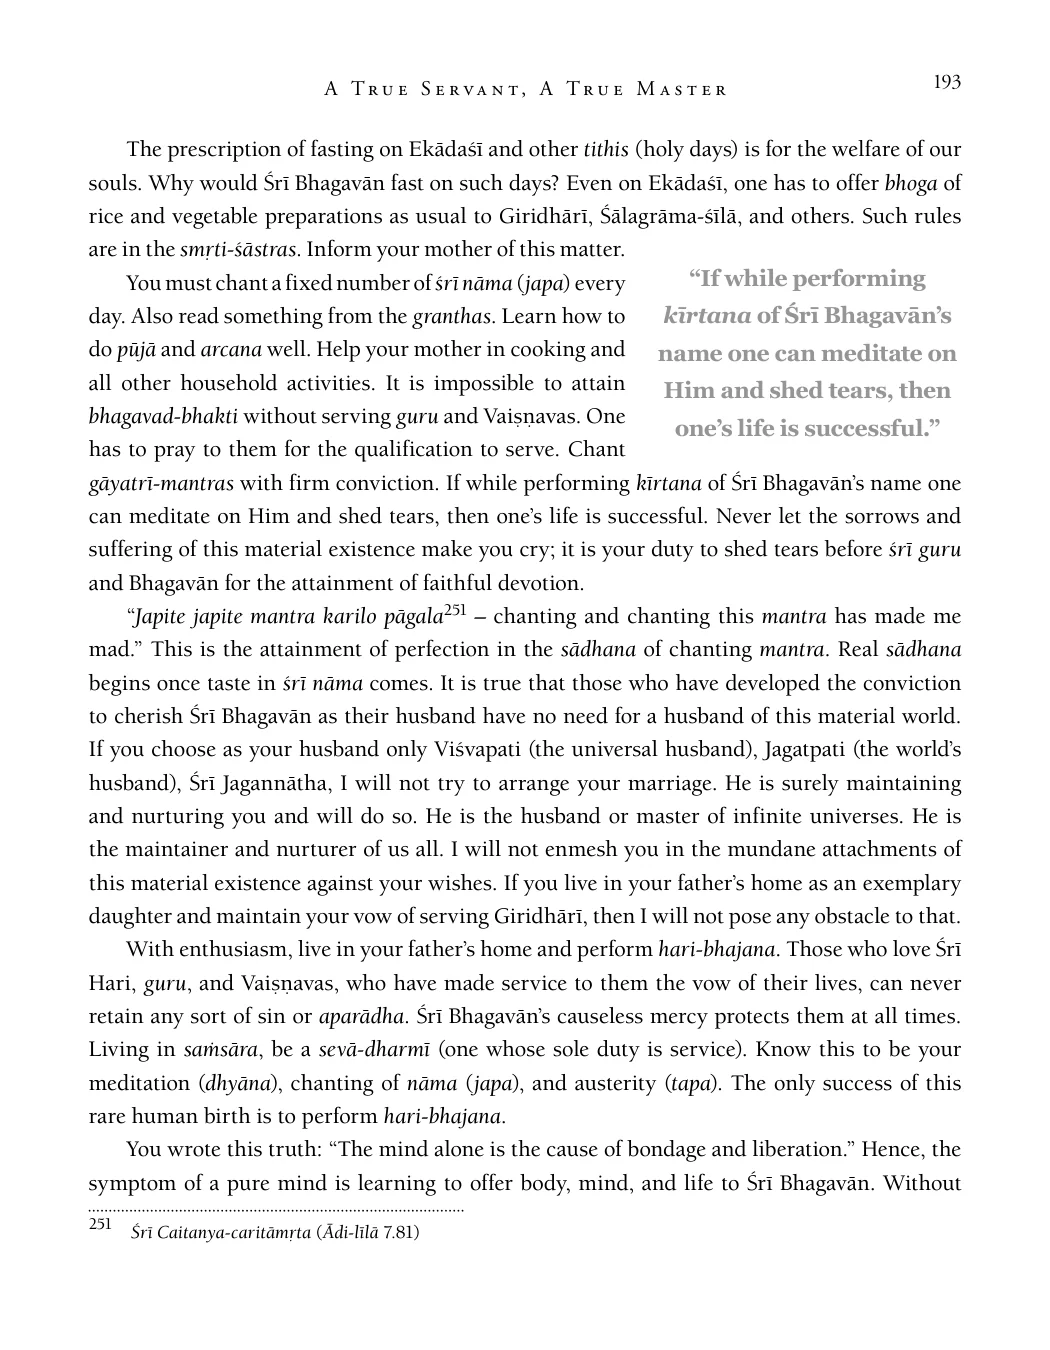 A True Servant, A True Master
193
The prescription of fasting on Ekādaśī and other tithis (holy days) is for the welfare of our
souls. Why would Śrī Bhagavān fast on such days? Even on Ekādaśī, one has to offer bhoga of
rice and vegetable preparations as usual to Giridhārī, Śālagrāma-śīlā, and others. Such rules
are in the smṛti-śāstras. Inform your mother of this matter.
You must chant a fixed number of śrī nāma (japa) every
day. Also read something from the granthas. Learn how to
do pūjā and arcana well. Help your mother in cooking and
all other household activities. It is impossible to attain
bhagavad-bhakti without serving guru and Vaiṣṇavas. One
has to pray to them for the qualification to serve. Chant
“If while performing
kīrtana of Śrī Bhagavān’s
name one can meditate on
Him and shed tears, then
one’s life is successful.”
gāyatrī-mantras with firm conviction. If while performing kīrtana of Śrī Bhagavān’s name one
can meditate on Him and shed tears, then one’s life is successful. Never let the sorrows and
suffering of this material existence make you cry; it is your duty to shed tears before śrī guru
and Bhagavān for the attainment of faithful devotion.
“Japite japite mantra karilo pāgala251 – chanting and chanting this mantra has made me
mad.” This is the attainment of perfection in the sādhana of chanting mantra. Real sādhana
begins once taste in śrī nāma comes. It is true that those who have developed the conviction
to cherish Śrī Bhagavān as their husband have no need for a husband of this material world.
If you choose as your husband only Viśvapati (the universal husband), Jagatpati (the world’s
husband), Śrī Jagannātha, I will not try to arrange your marriage. He is surely maintaining
and nurturing you and will do so. He is the husband or master of infinite universes. He is
the maintainer and nurturer of us all. I will not enmesh you in the mundane attachments of
this material existence against your wishes. If you live in your father’s home as an exemplary
daughter and maintain your vow of serving Giridhārī, then I will not pose any obstacle to that.
With enthusiasm, live in your father’s home and perform hari-bhajana. Those who love Śrī
Hari, guru, and Vaiṣṇavas, who have made service to them the vow of their lives, can never
retain any sort of sin or aparādha. Śrī Bhagavān’s causeless mercy protects them at all times.
Living in saṁsāra, be a sevā-dharmī (one whose sole duty is service). Know this to be your
meditation (dhyāna), chanting of nāma (japa), and austerity (tapa). The only success of this
rare human birth is to perform hari-bhajana.
You wrote this truth: “The mind alone is the cause of bondage and liberation.” Hence, the
symptom of a pure mind is learning to offer body, mind, and life to Śrī Bhagavān. Without
251 Śrī Caitanya-caritāmṛta (Ādi-līlā 7.81)